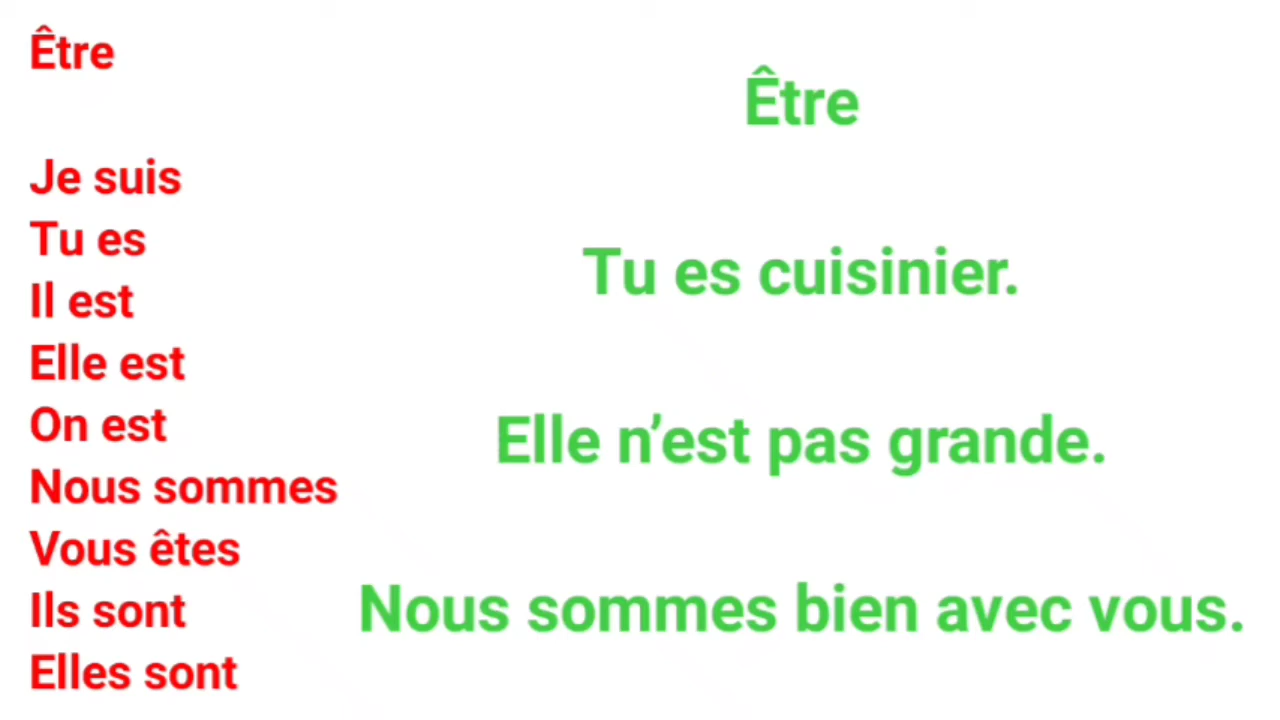 Être
Je suis
Tu es
Il est
Elle est
On est
Nous sommes
Vous êtes
Ils sont
Elles sont
Être
Tu es cuisinier.
Elle n’est pas grande.
Nous sommes bien avec vous.